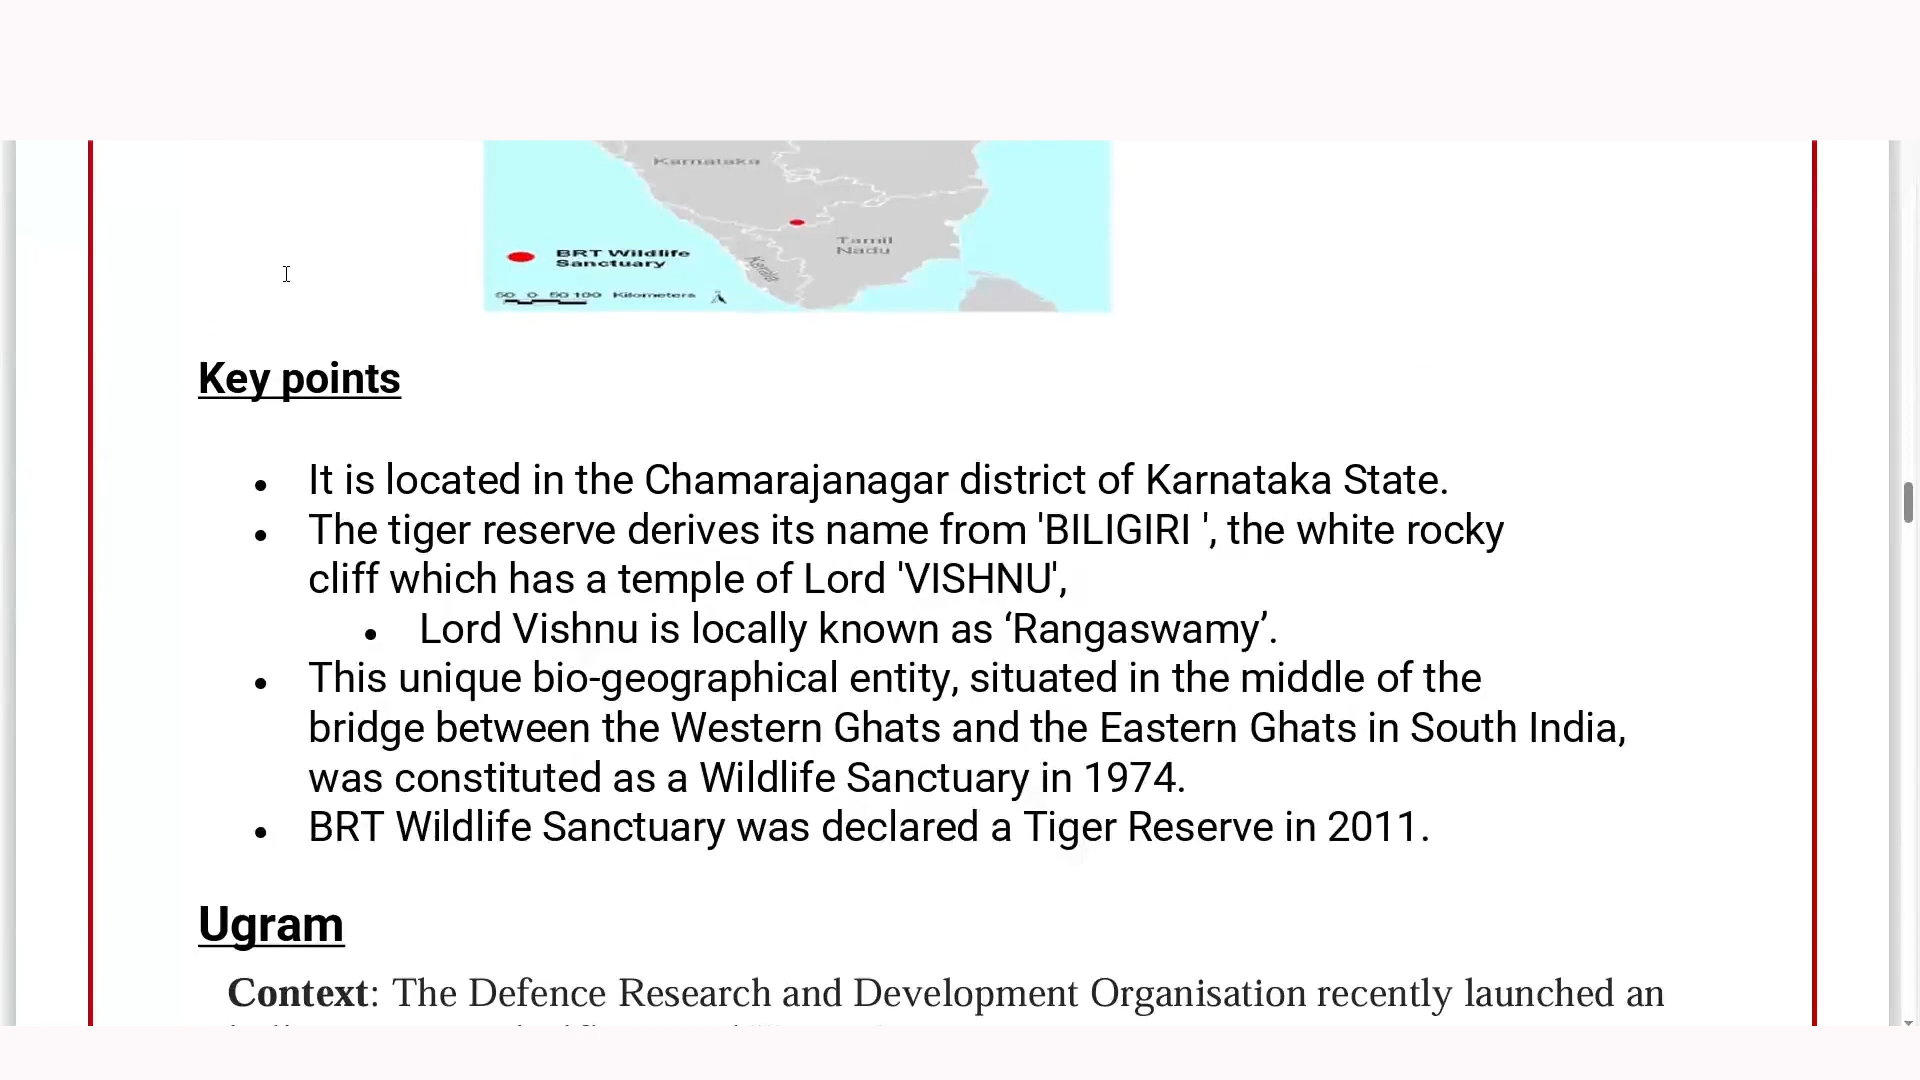 Karnataka
Tamil
Nadu
BRT Wildlife
Sanctuary
Kerala
50 0 50 100 Kilometers
Key points
• It is located in the Chamarajanagar district of Karnataka State.
• The tiger reserve derives its name from 'BILIGIRI ', the white rocky
cliff which has a temple of Lord 'VISHNU',
• Lord Vishnu is locally known as ‘Rangaswamy’.
• This unique bio-geographical entity, situated in the middle of the
bridge between the Western Ghats and the Eastern Ghats in South India,
was constituted as a Wildlife Sanctuary in 1974.
• BRT Wildlife Sanctuary was declared a Tiger Reserve in 2011.
Ugram
Context: The Defence Research and Development Organisation recently launched an